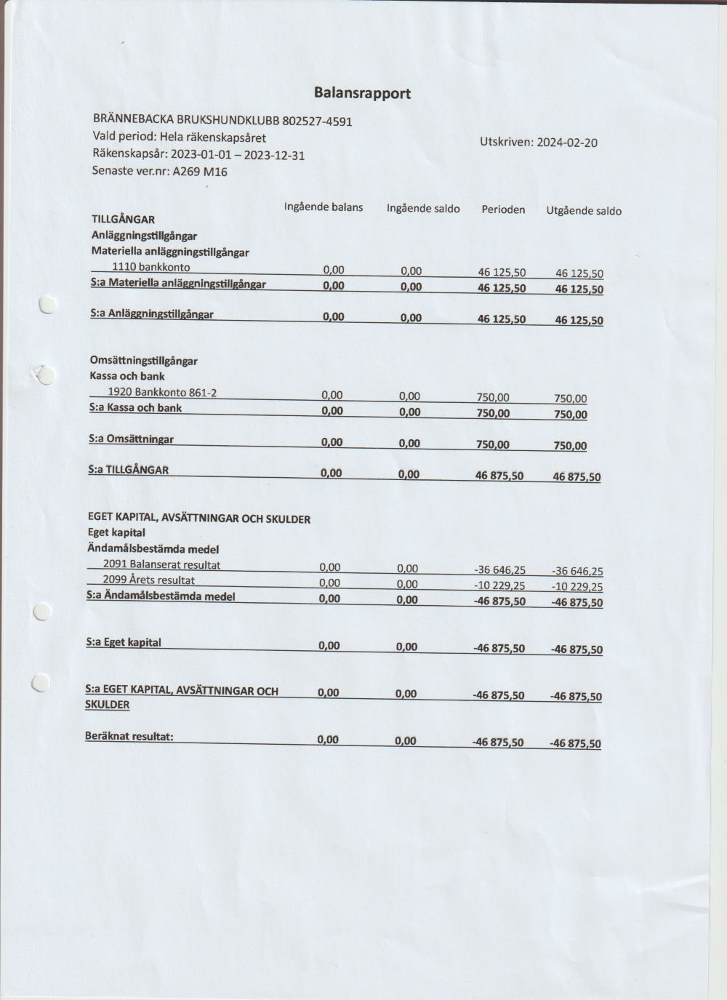 Balansrapport
BRÄNNEBACKA BRUKSHUNDKLUBB 802527-4591
Vald period: Hela räkenskapsåret
Utskriven: 2024-02-20
Räkenskapsår: 2023-01-01 – 2023-12-31
Senaste ver.nr: A269 M16
Ingående balans Ingående saldo Perioden Utgående saldo
TILLGÅNGAR
Anläggningstillgångar
Materiella anläggningstillgångar
1110 bankkonto 0,00 0,00 46 125,50 46 125,50
S:a Materiella anläggningstillgångar 0,00 0,00 46 125,50 46 125,50
S:a Anläggningstillgångar 0,00 0,00 46 125,50 46 125,50
Omsättningstillgångar
Kassa och bank
1920 Bankkonto 861-2 0,00 0,00 750,00 750,00
S:a Kassa och bank 0,00 0,00 750,00 750,00
S:a Omsättningar 0,00 0,00 750,00 750,00
S:a TILLGÅNGAR 0,00 0,00 46 875,50 46 875,50
EGET KAPITAL, AVSÄTTNINGAR OCH SKULDER
Eget kapital
Ändamålsbestämda medel
2091 Balanserat resultat 0,00 0,00 -36 646,25 -36 646,25
2099 Årets resultat 0,00 0,00 -10 229,25 -10 229,25
S:a Ändamålsbestämda medel 0,00 0,00 -46 875,50 -46 875,50
S:a Eget kapital 0,00 0,00 -46 875,50 -46 875,50
S:a EGET KAPITAL, AVSÄTTNINGAR OCH 0,00 0,00 -46 875,50 -46 875,50
SKULDER
Beräknat resultat: 0,00 0,00 -46 875,50 -46 875,50